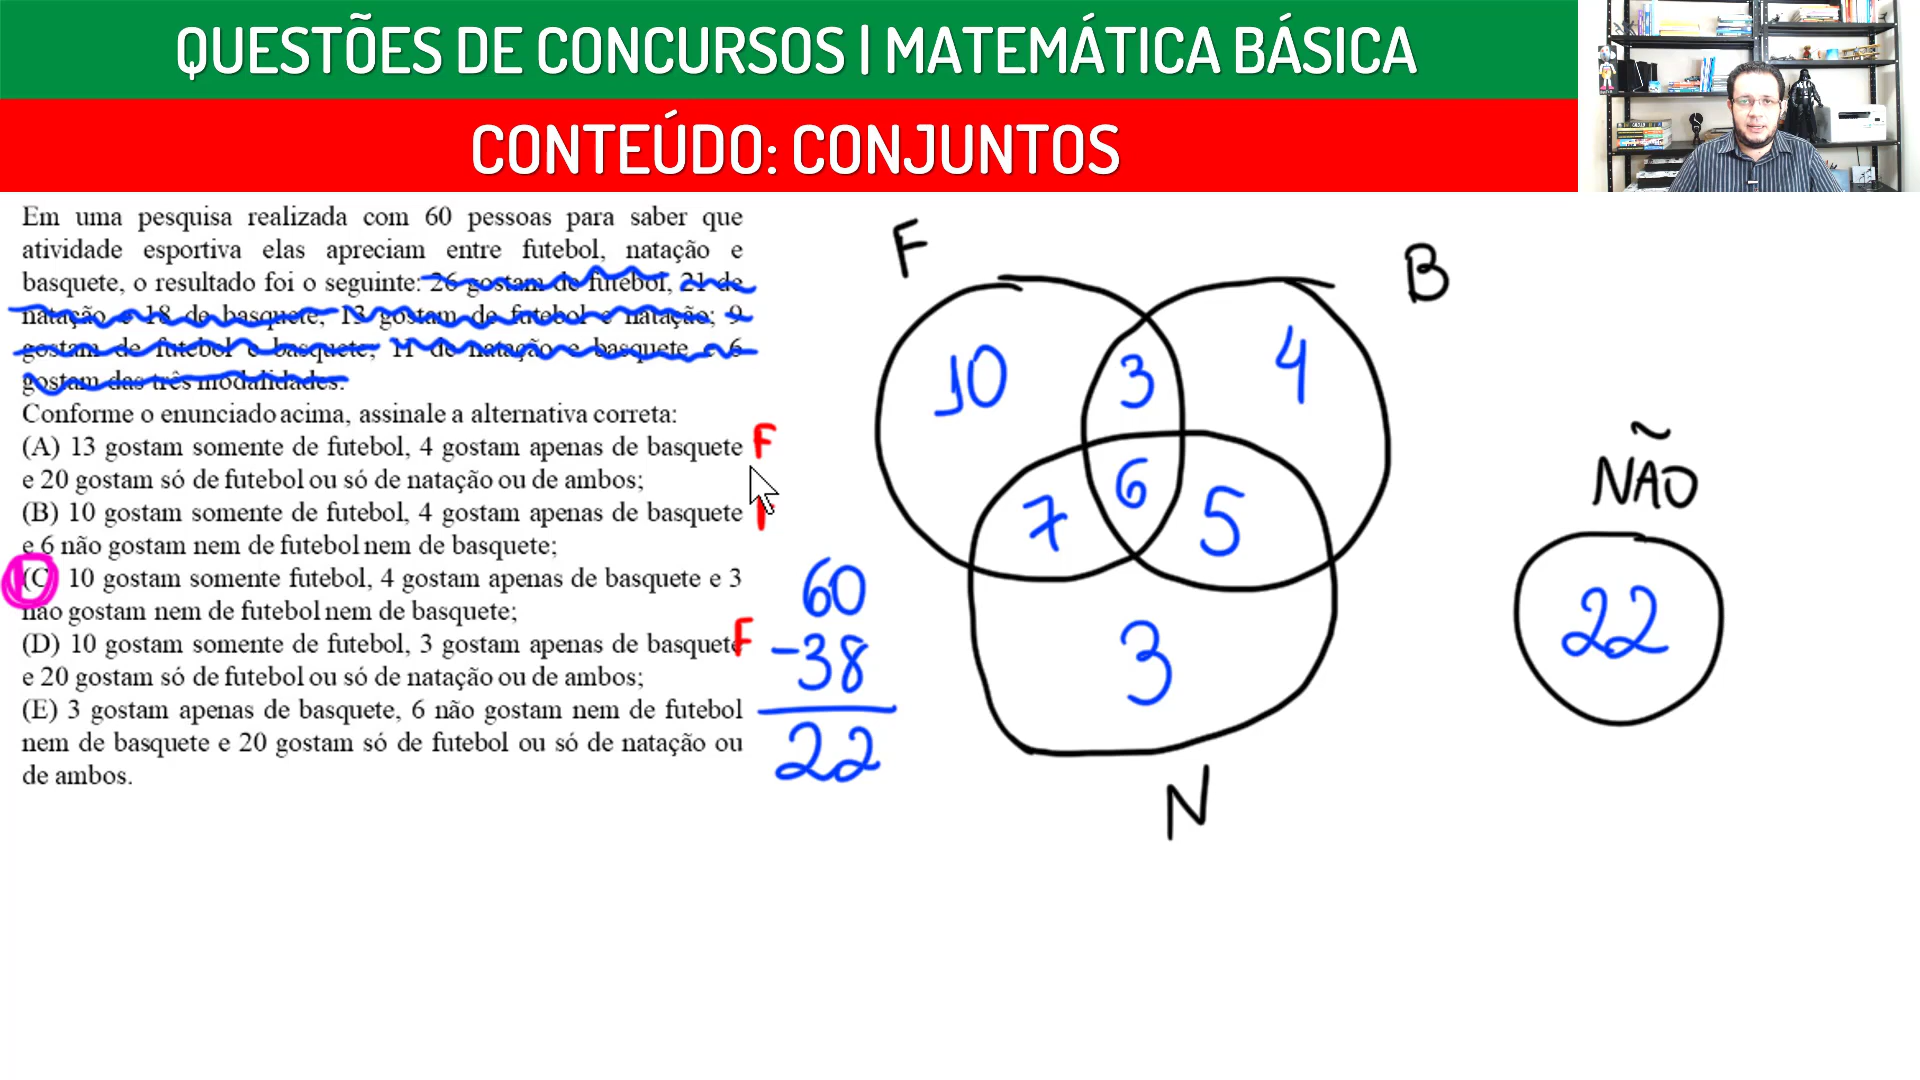 QUESTÕES DE CONCURSOS | MATEMÁTICA BÁSICA
CONTEÚDO: CONJUNTOS
Em uma pesquisa realizada com 60 pessoas para saber que
atividade esportiva elas apreciam entre futebol, natação e
basquete, o resultado foi o seguinte: 26 gostam de futebol, 21 de
natação e 18 de basquete; 13 gostam de futebol e natação; 9
gostam de futebol e basquete; 11 de natação e basquete e 6
gostam das três modalidades.
Conforme o enunciado acima, assinale a alternativa correta:
(A) 13 gostam somente de futebol, 4 gostam apenas de basquete F
e 20 gostam só de futebol ou só de natação ou de ambos;
(B) 10 gostam somente de futebol, 4 gostam apenas de basquete
e 6 não gostam nem de futebol nem de basquete;
(C) 10 gostam somente futebol, 4 gostam apenas de basquete e 3
não gostam nem de futebol nem de basquete;
(D) 10 gostam somente de futebol, 3 gostam apenas de basquete F
e 20 gostam só de futebol ou só de natação ou de ambos;
(E) 3 gostam apenas de basquete, 6 não gostam nem de futebol
nem de basquete e 20 gostam só de futebol ou só de natação ou
de ambos.
60
-38
22
F
B
10
3
4
7
6
5
3
N
NÃO
22